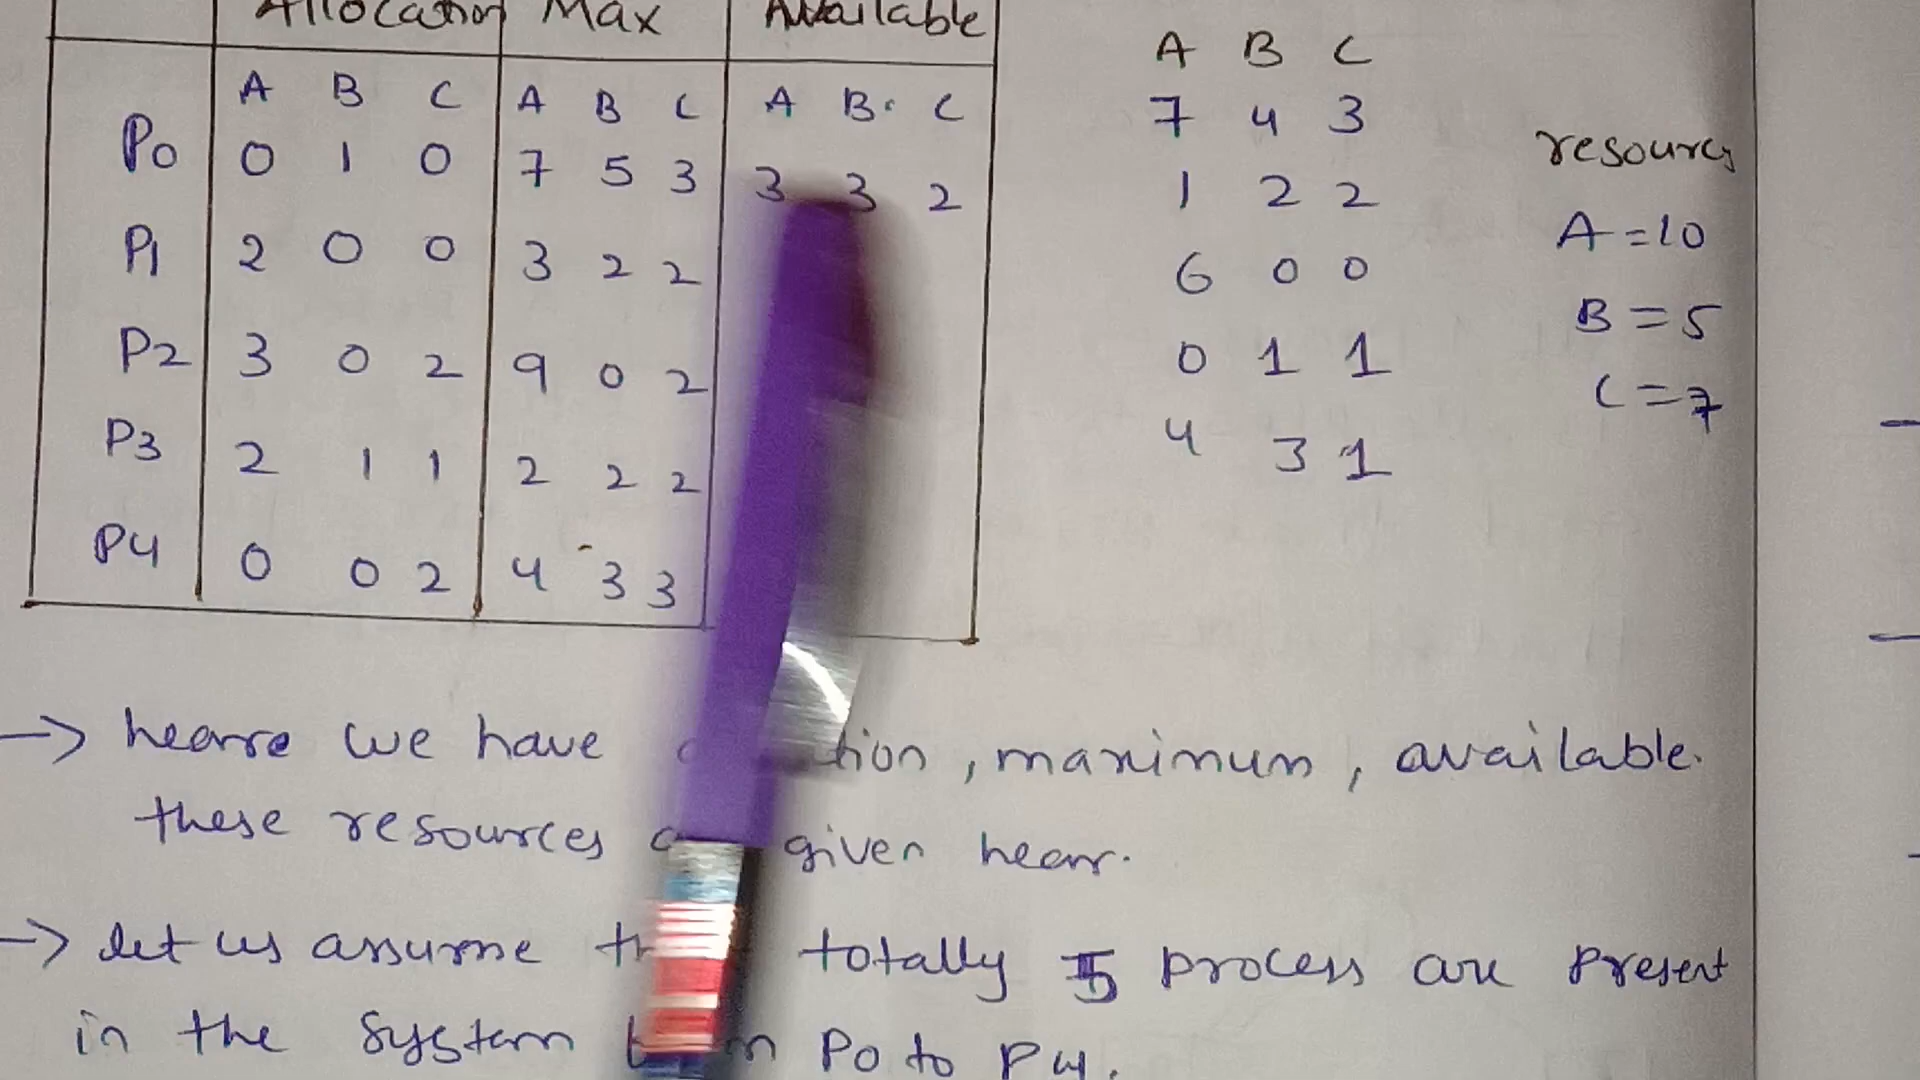 Allocation Max Available
A B C A B C A B C A B C
P0 0 1 0 7 5 3 3 3 2 7 4 3
P1 2 0 0 3 2 2 1 2 2
P2 3 0 2 9 0 2 6 0 0
P3 2 1 1 2 2 2 0 1 1
P4 0 0 2 4 3 3 4 3 1
resources
A = 10
B = 5
C = 7
-> hearre we have tion , maximum , available.
these resources given hear.
-> let us assume totally 5 process are present
in the system P0 to P4.